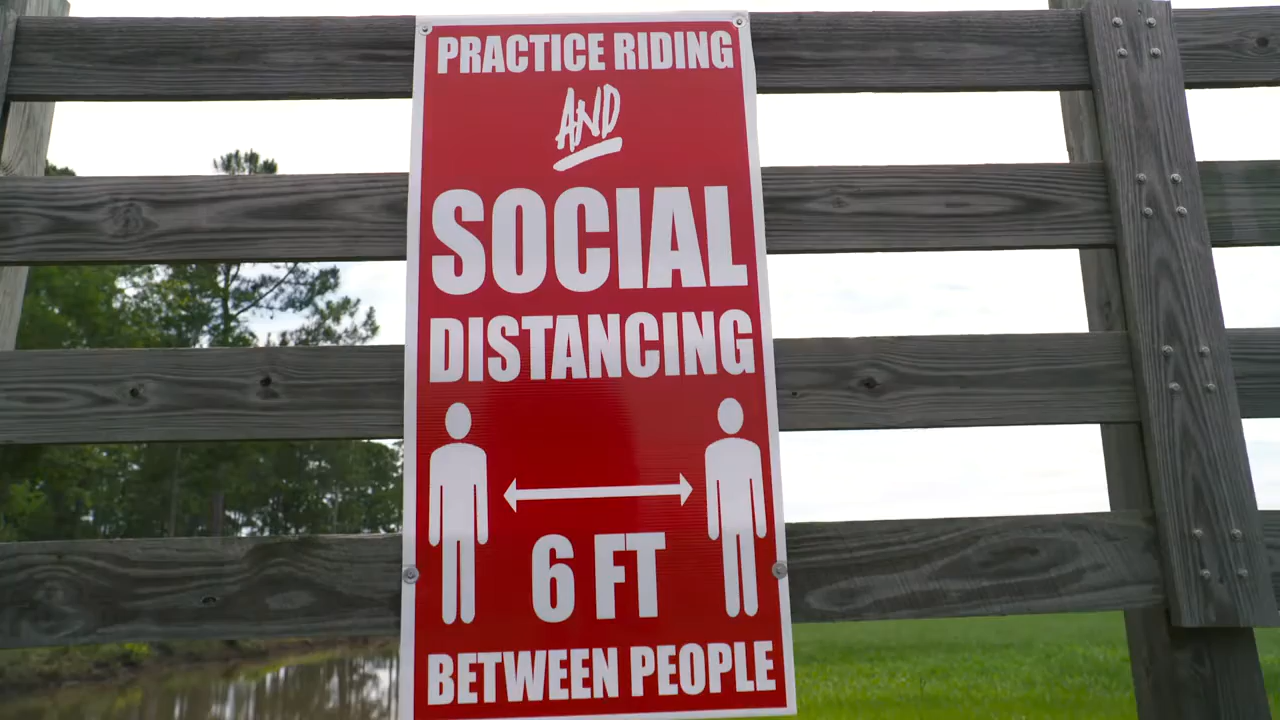 PRACTICE RIDING
AND
SOCIAL
DISTANCING
6 FT
BETWEEN PEOPLE